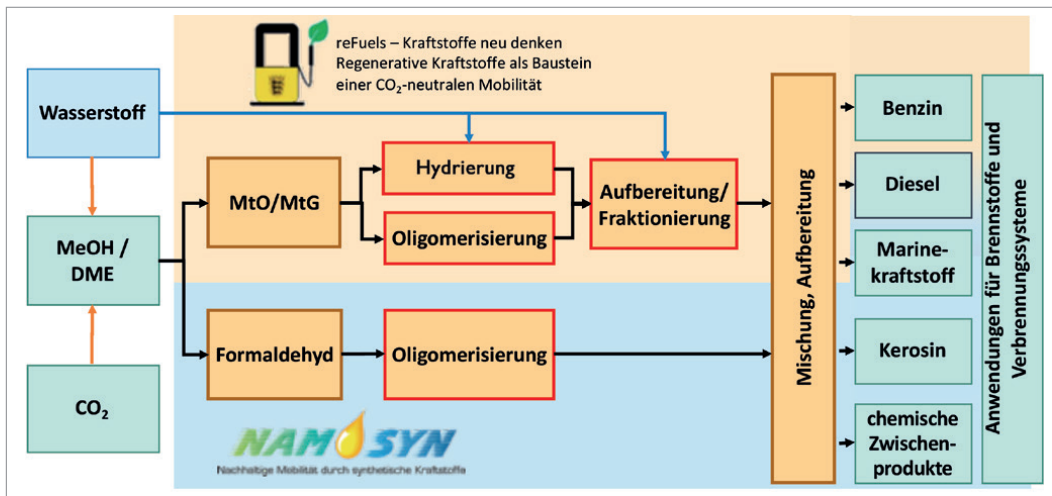 reFuels – Kraftstoffe neu denken
Regenerative Kraftstoffe als Baustein
einer CO₂-neutralen Mobilität
Wasserstoff
MeOH /
DME
CO₂
MtO/MtG
Hydrierung
Oligomerisierung
Aufbereitung/
Fraktionierung
Formaldehyd
Oligomerisierung
Mischung, Aufbereitung
Benzin
Diesel
Marine-
kraftstoff
Kerosin
chemische
Zwischen-
produkte
Anwendungen für Brennstoffe und
Verbrennungssysteme
NAMOSYN
Nachhaltige Mobilität durch synthetische Kraftstoffe